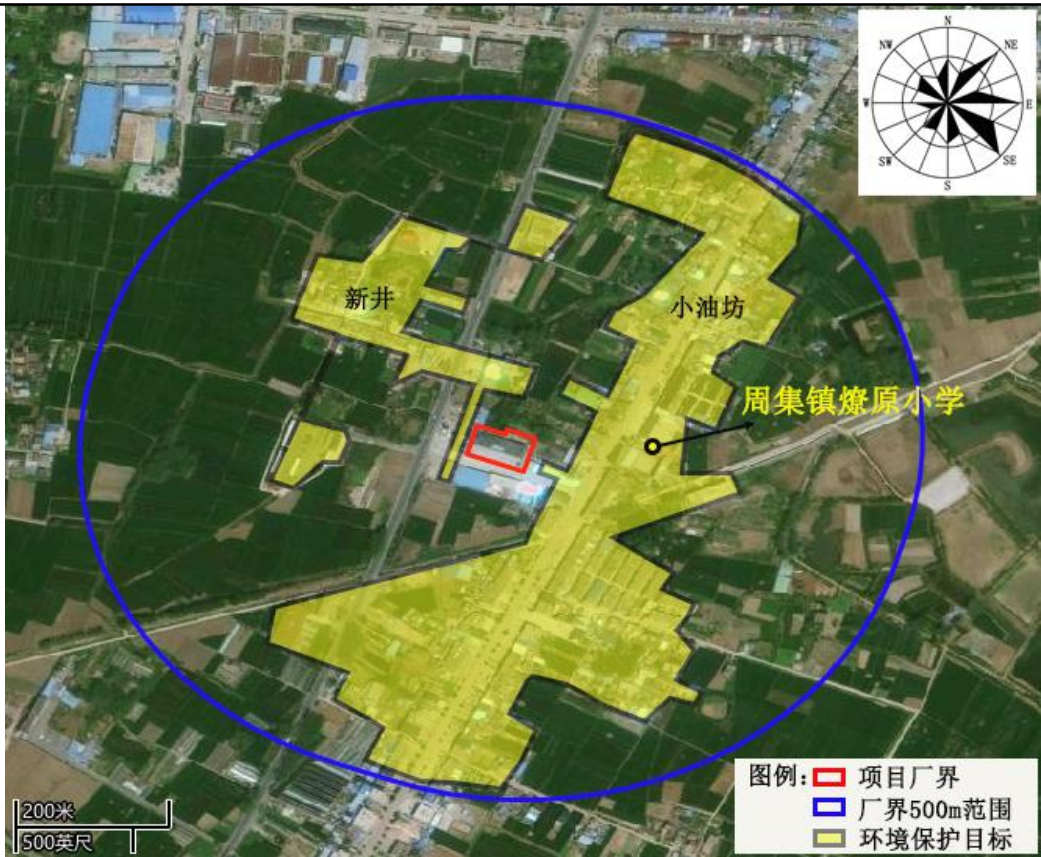 N
NW
NE
W
E
SW
SE
S
新井
小油坊
周集镇燎原小学
图例:
项目厂界
厂界500m范围
环境保护目标
200米
500英尺